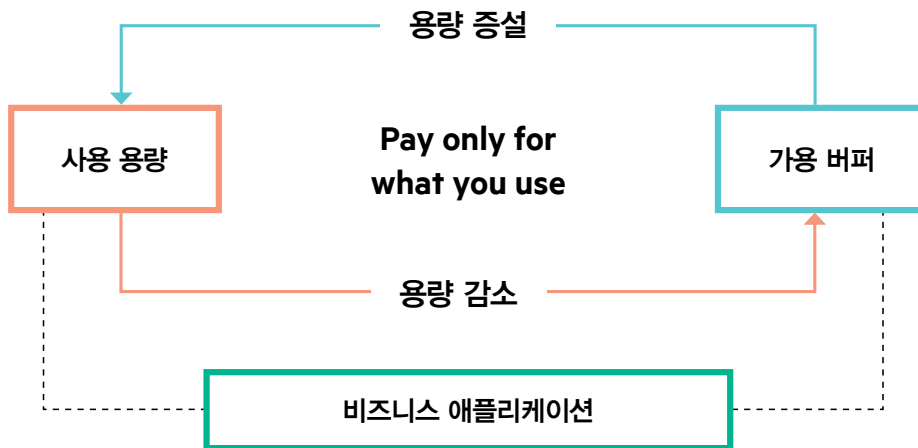 용량 증설
사용 용량
Pay only for
what you use
가용 버퍼
용량 감소
비즈니스 애플리케이션